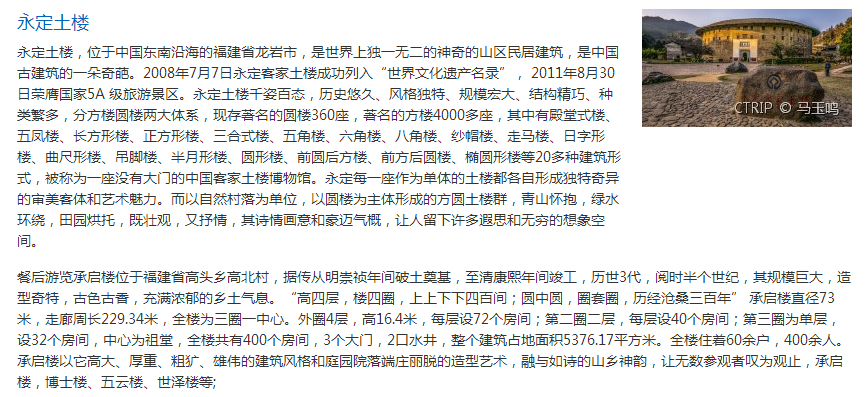 永定土楼
永定土楼，位于中国东南沿海的福建省龙岩市，是世界上独一无二的神奇的山区民居建筑，是中
国古建筑的一朵奇葩。2008年7月7日永定客家土楼成功列入“世界文化遗产名录”， 2011年8月30
日荣膺国家5A 级旅游景区。永定土楼千姿百态，历史悠久、风格独特、规模宏大、结构精巧、种
类繁多，分方楼圆楼两大体系，现存著名的圆楼360座，著名的方楼4000多座，其中有殿堂式楼、
五凤楼、长方形楼、正方形楼、三合式楼、五角楼、六角楼、八角楼、纱帽楼、走马楼、日字形
楼、曲尺形楼、吊脚楼、半月形楼、圆形楼、前圆后方楼、前方后圆楼、椭圆形楼等20多种建筑形
式，被称为一座没有大门的中国客家土楼博物馆。永定每一座作为单体的土楼都各自形成独特奇异
的审美客体和艺术魅力。而以自然村落为单位，以圆楼为主体形成的方圆土楼群，青山怀抱，绿水
环绕，田园烘托，既壮观，又抒情，其诗情画意和豪迈气概，让人留下许多遐思和无穷的想象空
间。
CTRIP © 马玉鸣
餐后游览承启楼位于福建省高头乡高北村，据传从明崇祯年间破土奠基，至清康熙年间竣工，历世3代，阅时半个世纪，其规模巨大，造
型奇特，古色古香，充满浓郁的乡土气息。“高四层，楼四圈，上上下下四百间；圆中圆，圈套圈，历经沧桑三百年” 承启楼直径73
米，走廊周长229.34米，全楼为三圈一中心。外圈4层，高16.4米，每层设72个房间；第二圈二层，每层设40个房间；第三圈为单层，
设32个房间，中心为祖堂，全楼共有400个房间，3个大门，2口水井，整个建筑占地面积5376.17平方米。全楼住着60余户，400余人。
承启楼以它高大、厚重、粗犷、雄伟的建筑风格和庭园院落端庄丽脱的造型艺术，融与如诗的山乡神韵，让无数参观者叹为观止，承启
楼，博士楼、五云楼、世泽楼等;